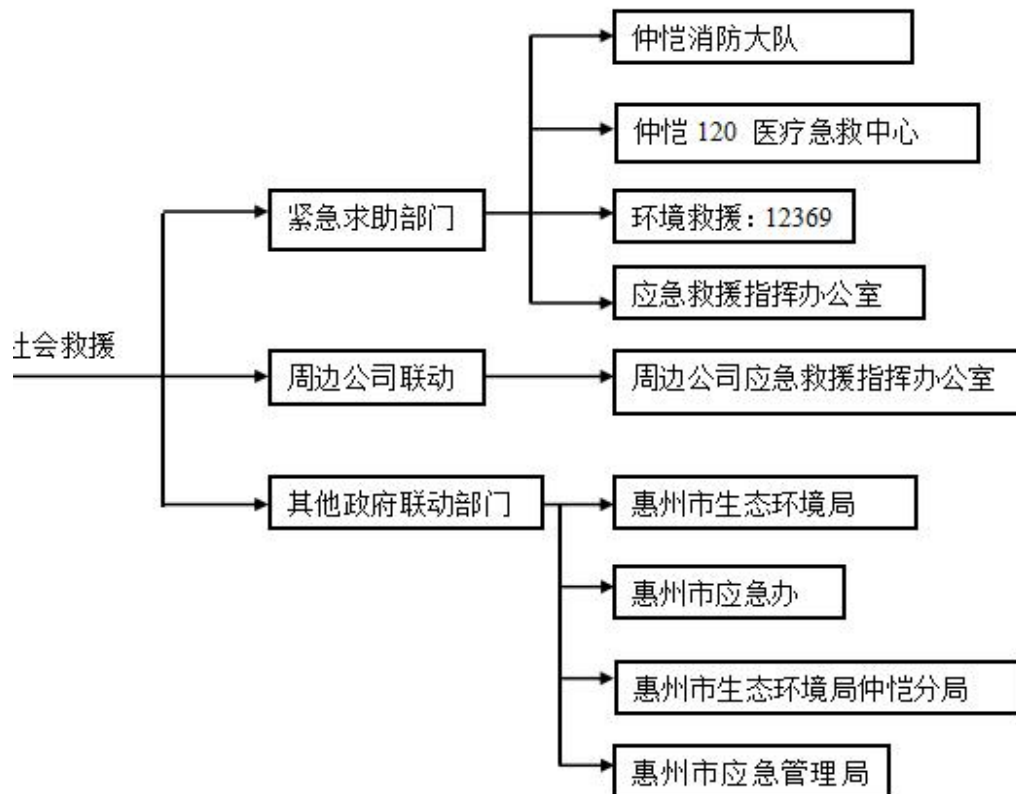 社会救援
紧急求助部门
仲恺消防大队
仲恺 120 医疗急救中心
环境救援：12369
应急救援指挥办公室
周边公司联动
周边公司应急救援指挥办公室
其他政府联动部门
惠州市生态环境局
惠州市应急办
惠州市生态环境局仲恺分局
惠州市应急管理局